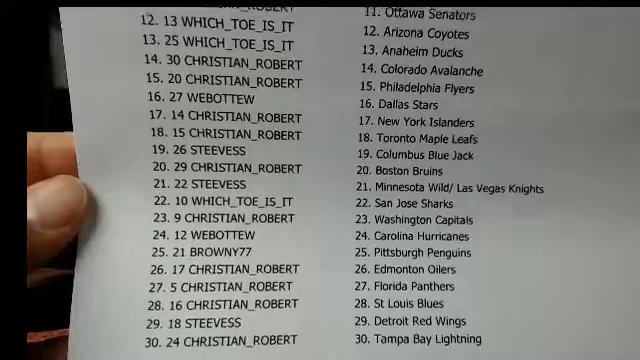 CHRISTIAN_ROBERT
12. 13 WHICH_TOE_IS_IT
13. 25 WHICH_TOE_IS_IT
14. 30 CHRISTIAN_ROBERT
15. 20 CHRISTIAN_ROBERT
16. 27 WEBOTTEW
17. 14 CHRISTIAN_ROBERT
18. 15 CHRISTIAN_ROBERT
19. 26 STEEVESS
20. 29 CHRISTIAN_ROBERT
21. 22 STEEVESS
22. 10 WHICH_TOE_IS_IT
23. 9 CHRISTIAN_ROBERT
24. 12 WEBOTTEW
25. 21 BROWNY77
26. 17 CHRISTIAN_ROBERT
27. 5 CHRISTIAN_ROBERT
28. 16 CHRISTIAN_ROBERT
29. 18 STEEVESS
30. 24 CHRISTIAN_ROBERT
11. Ottawa Senators
12. Arizona Coyotes
13. Anaheim Ducks
14. Colorado Avalanche
15. Philadelphia Flyers
16. Dallas Stars
17. New York Islanders
18. Toronto Maple Leafs
19. Columbus Blue Jack
20. Boston Bruins
21. Minnesota Wild/ Las Vegas Knights
22. San Jose Sharks
23. Washington Capitals
24. Carolina Hurricanes
25. Pittsburgh Penguins
26. Edmonton Oilers
27. Florida Panthers
28. St Louis Blues
29. Detroit Red Wings
30. Tampa Bay Lightning